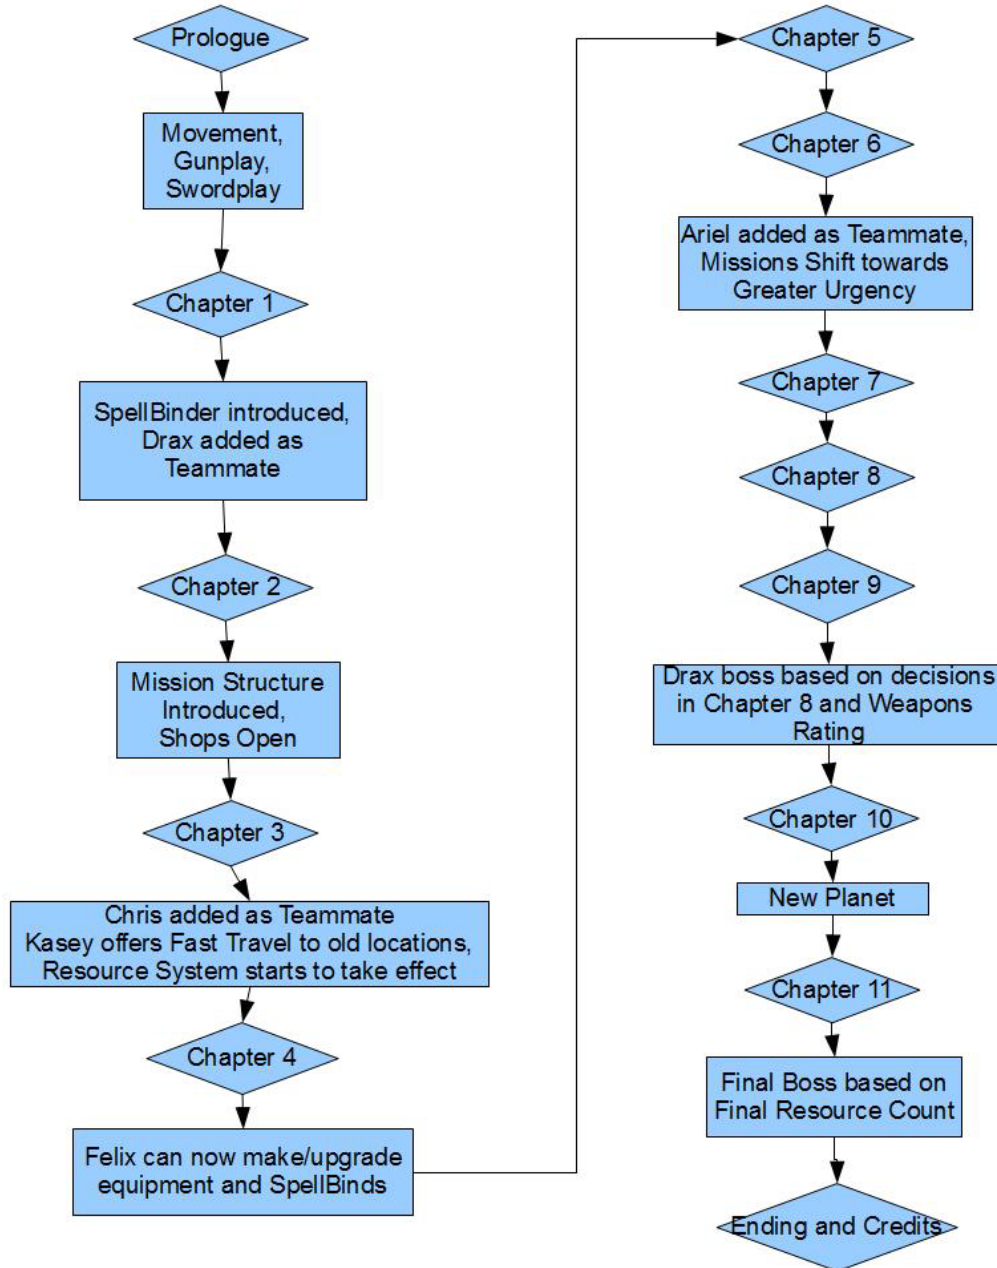 Prologue
Movement,
Gunplay,
Swordplay
Chapter 1
SpellBinder introduced,
Drax added as
Teammate
Chapter 2
Mission Structure
Introduced,
Shops Open
Chapter 3
Chris added as Teammate
Kasey offers Fast Travel to old locations,
Resource System starts to take effect
Chapter 4
Felix can now make/upgrade
equipment and SpellBinds
Chapter 5
Chapter 6
Ariel added as Teammate,
Missions Shift towards
Greater Urgency
Chapter 7
Chapter 8
Chapter 9
Drax boss based on decisions
in Chapter 8 and Weapons
Rating
Chapter 10
New Planet
Chapter 11
Final Boss based on
Final Resource Count
Ending and Credits